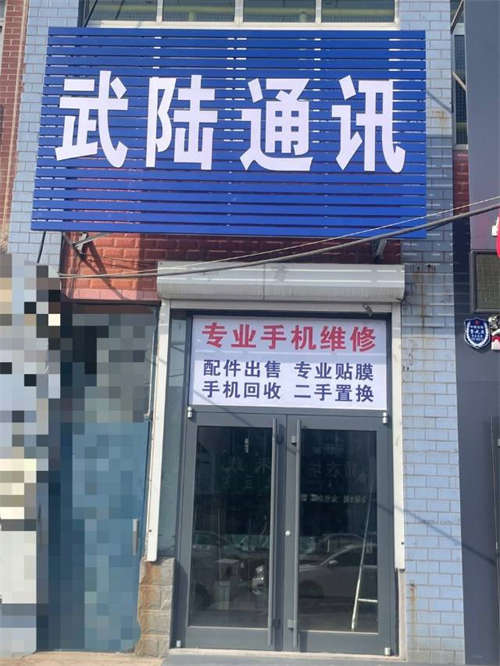 武陆通讯
专业手机维修
配件出售 专业贴膜
手机回收 二手置换